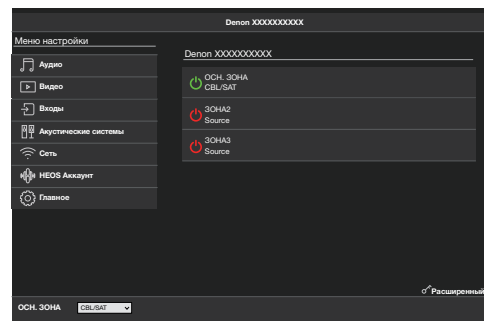 Denon XXXXXXXXXX
Меню настройки
Аудио
Видео
Входы
Акустические системы
Сеть
HEOS Аккаунт
Главное
Denon XXXXXXXXXX
ОСН. ЗОНА
CBL/SAT
ЗОНА2
Source
ЗОНА3
Source
Расширенный
ОСН. ЗОНА CBL/SAT